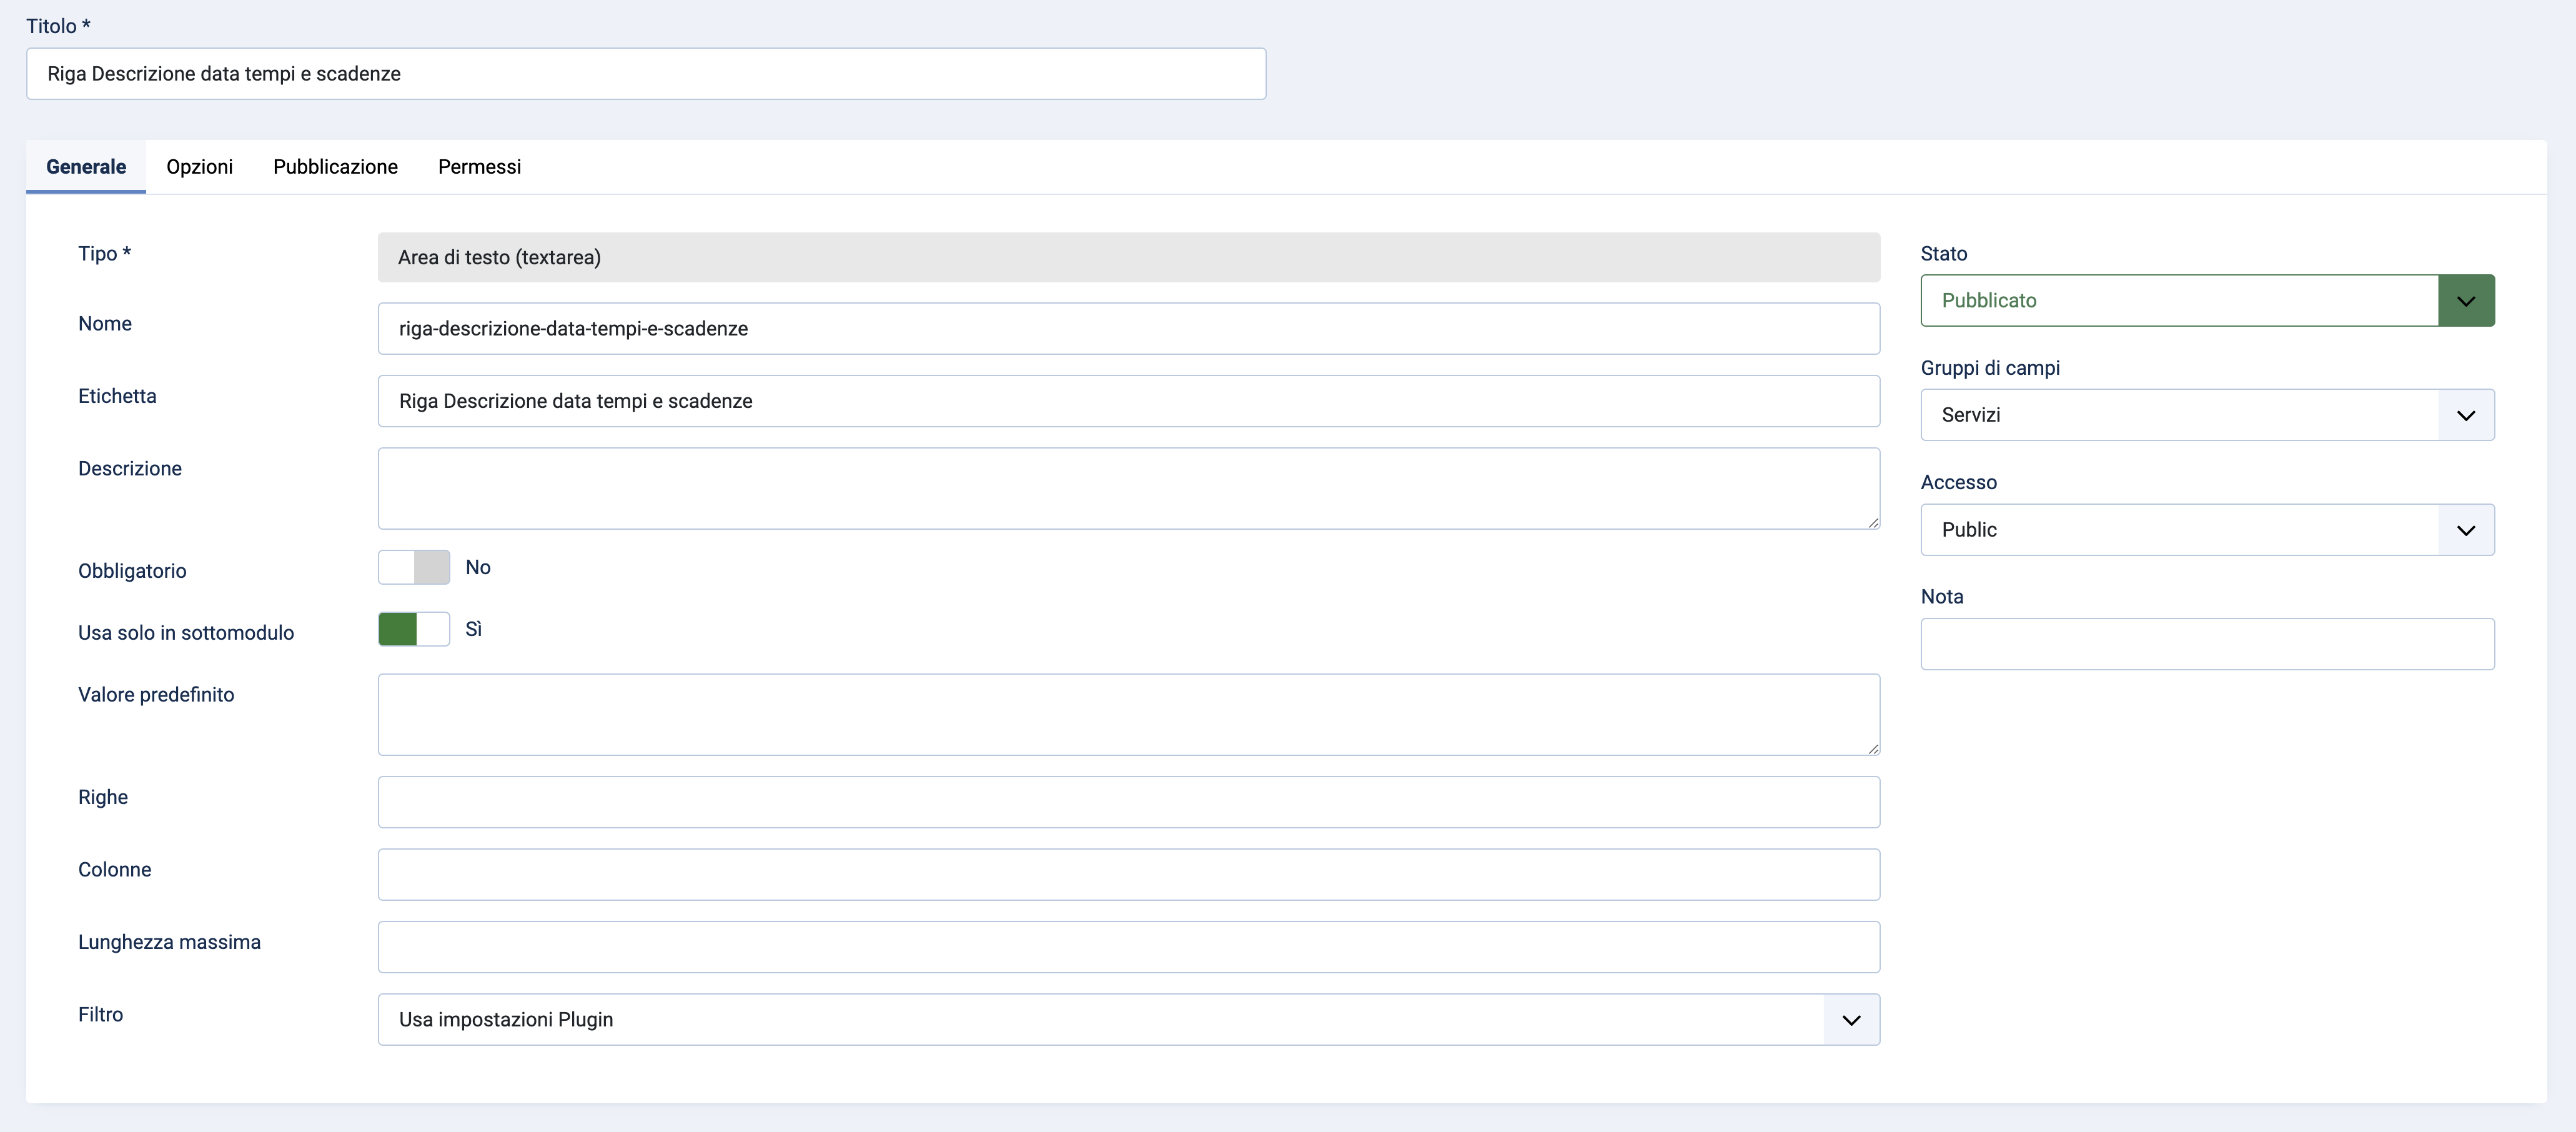 Titolo *
Riga Descrizione data tempi e scadenze
Generale Opzioni Pubblicazione Permessi
Tipo *
Area di testo (textarea)
Nome
riga-descrizione-data-tempi-e-scadenze
Etichetta
Riga Descrizione data tempi e scadenze
Descrizione
Obbligatorio
No
Usa solo in sottomodulo
Sì
Valore predefinito
Righe
Colonne
Lunghezza massima
Filtro
Usa impostazioni Plugin
Stato
Pubblicato
Gruppi di campi
Servizi
Accesso
Public
Nota